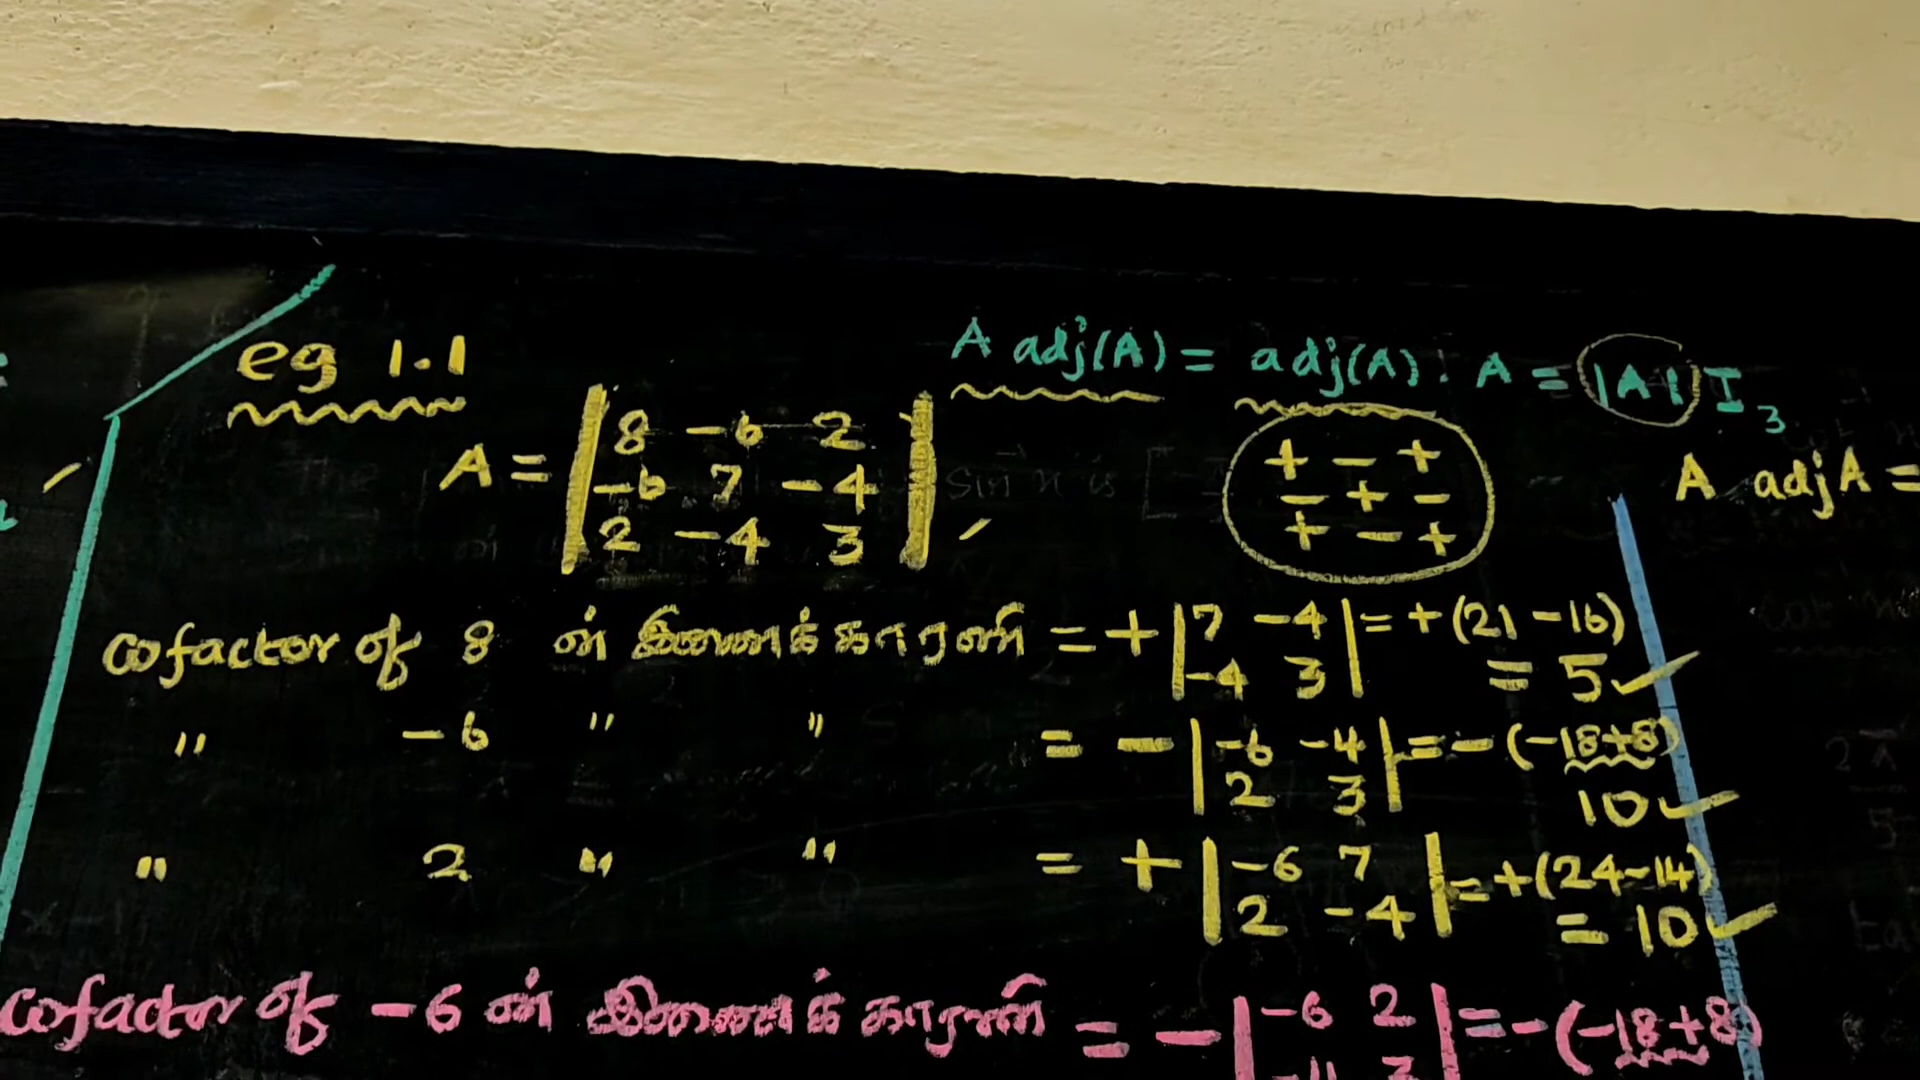 eg 1.1
A adj(A) = adj(A) . A = |A| I₃
A = | 8 -6 2 |
| -6 7 -4 |
| 2 -4 3 |
+ - +
- + -
+ - +
A adjA =
cofactor of 8 ன் இணைக்காரணி = + | 7 -4 | = +(21 -16)
| -4 3 | = 5 ✓
" -6 " " = - | -6 -4 | = - (-18+8)
| 2 3 | 10 ✓
" 2 " " = + | -6 7 | = +(24-14)
| 2 -4 | = 10 ✓
cofactor of -6 ன் இணைக்காரணி = - | -6 2 | = - (-18+8)